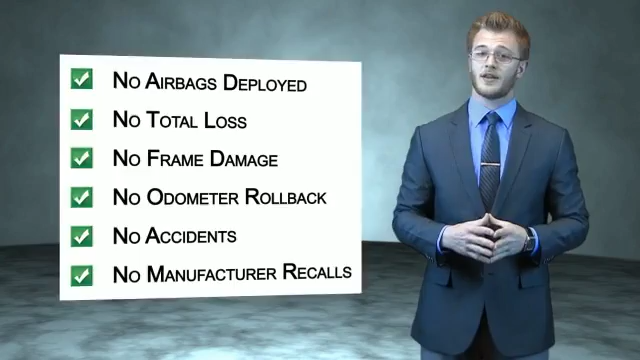 No Airbags Deployed
No Total Loss
No Frame Damage
No Odometer Rollback
No Accidents
No Manufacturer Recalls